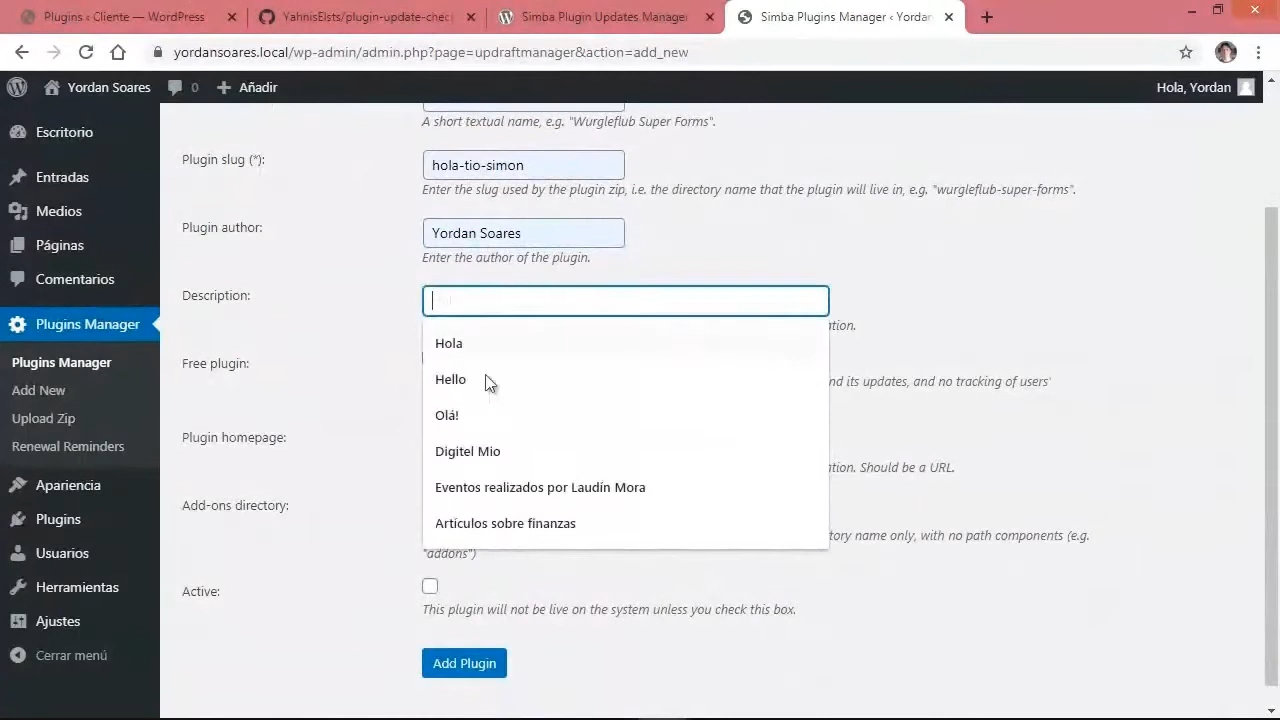 Plugins ‹ Cliente — WordPress
YahnisElsts/plugin-update-chec
Simba Plugin Updates Manager
Simba Plugins Manager ‹ Yordan
yordansoares.local/wp-admin/admin.php?page=updraftmanager&action=add_new
Yordan Soares
0
Añadir
Hola, Yordan
Escritorio
Entradas
Medios
Páginas
Comentarios
Plugins Manager
Plugins Manager
Add New
Upload Zip
Renewal Reminders
Apariencia
Plugins
Usuarios
Herramientas
Ajustes
Cerrar menú
A short textual name, e.g. "Wurgleflub Super Forms".
Plugin slug (*):
hola-tio-simon
Enter the slug used by the plugin zip, i.e. the directory name that the plugin will live in, e.g. "wurgleflub-super-forms".
Plugin author:
Yordan Soares
Enter the author of the plugin.
Description:
ation.
Hola
Hello
Olá!
Digitel Mio
Eventos realizados por Laudín Mora
Artículos sobre finanzas
Free plugin:
nd its updates, and no tracking of users'
Plugin homepage:
ation. Should be a URL.
Add-ons directory:
tory name only, with no path components (e.g.
"addons")
Active:
This plugin will not be live on the system unless you check this box.
Add Plugin